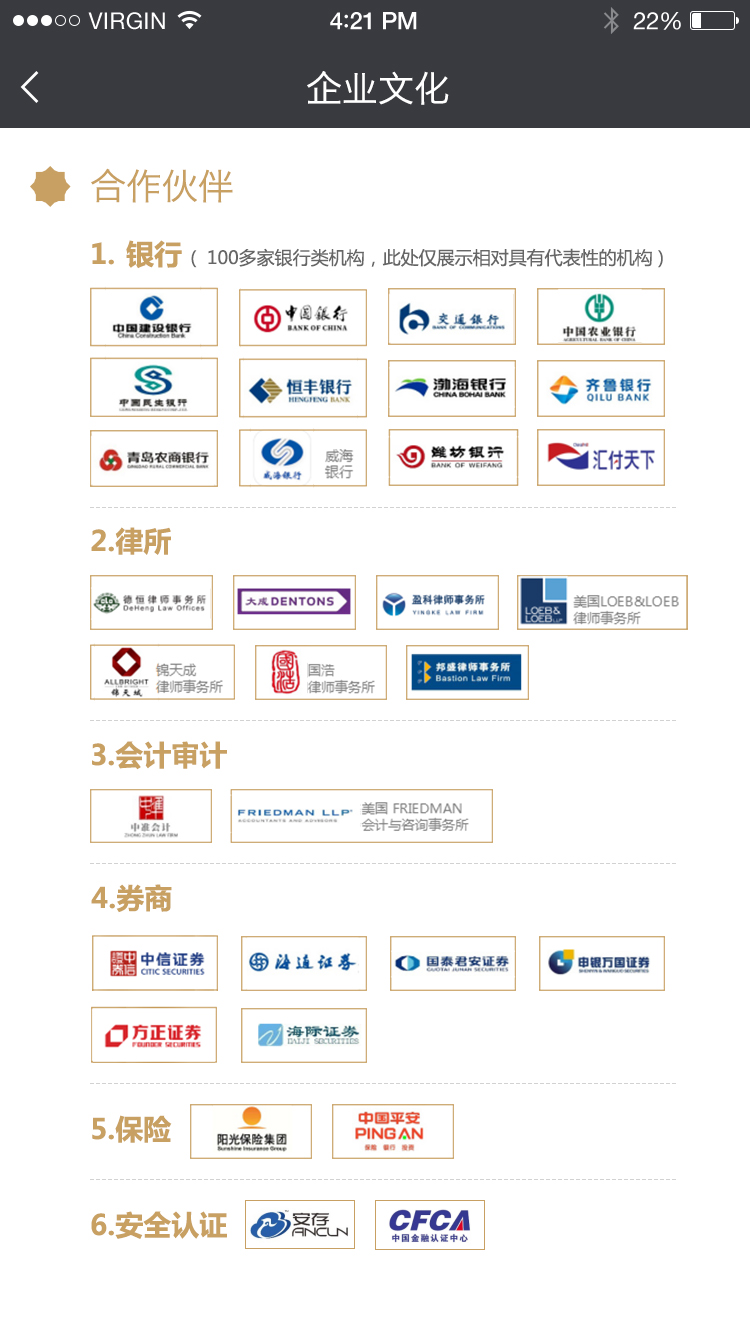 VIRGIN 4:21 PM 22%
企业文化
合作伙伴
1. 银行 ( 100多家银行类机构，此处仅展示相对具有代表性的机构 )
中国建设银行
China Construction Bank
中国银行
BANK OF CHINA
交通银行
BANK OF COMMUNICATIONS
中国农业银行
AGRICULTURAL BANK OF CHINA
中国民生银行
恒丰银行
HENGFENG BANK
渤海银行
CHINA BOHAI BANK
齐鲁银行
QILU BANK
青岛农商银行
QINGDAO RURAL COMMERCIAL BANK
威海银行
威海
银行
潍坊银行
BANK OF WEIFANG
ChinaPnR
汇付天下
2.律所
德恒律师事务所
DeHeng Law Offices
大成DENTONS
盈科律师事务所
YINGKE LAW FIRM
LOEB&
LOEB LLP
美国LOEB&LOEB
律师事务所
ALLBRIGHT
锦天城
锦天成
律师事务所
國浩
国浩
律师事务所
邦盛律师事务所
Bastion Law Firm
3.会计审计
中准
中准会计
ZHONG ZHUN LAW FIRM
FRIEDMAN LLP
ACCOUNTANTS AND ADVISORS
美国 FRIEDMAN
会计与咨询事务所
4.券商
中信证券
CITIC SECURITIES
海通证券
国泰君安证券
GUOTAI JUNAN SECURITIES
申银万国证券
SHENYIN & WANGUO SECURITIES
方正证券
FOUNDER SECURITIES
海际证券
HAIJI SECURITIES
5.保险
阳光保险集团
Sunshine Insurance Group
中国平安
PING AN
保险 银行 投资
6.安全认证
安存
ANCUN
CFCA
中国金融认证中心